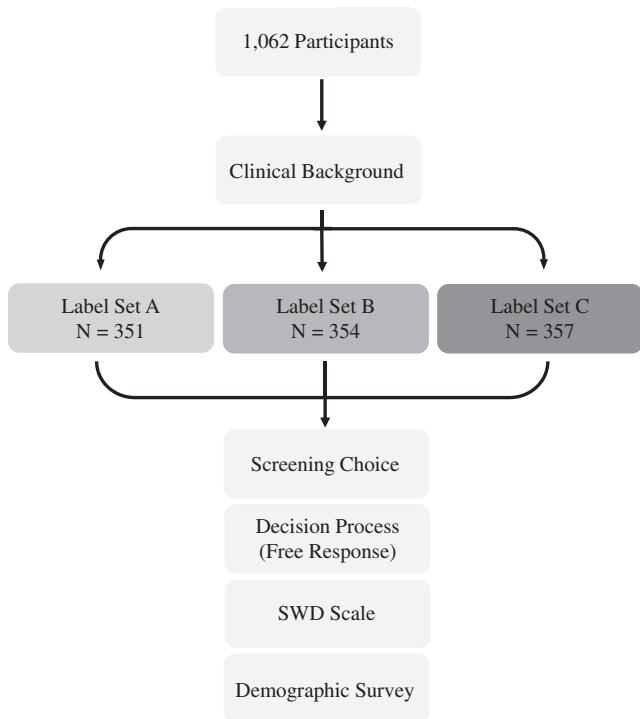 1,062 Participants
Clinical Background
Label Set A
N = 351
Label Set B
N = 354
Label Set C
N = 357
Screening Choice
Decision Process
(Free Response)
SWD Scale
Demographic Survey